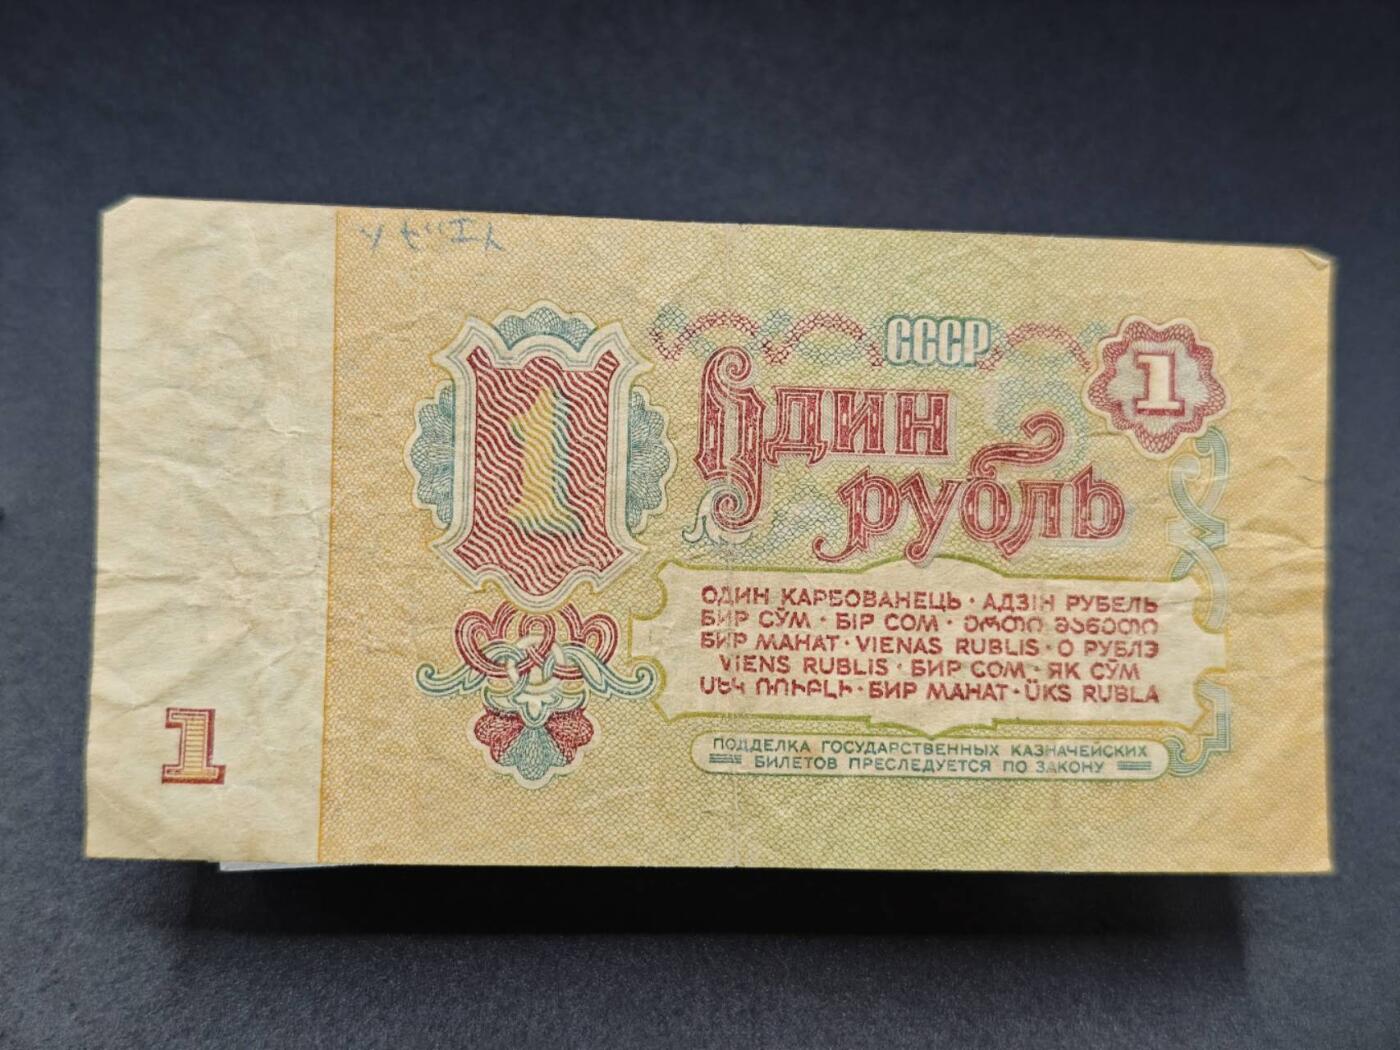 СССР
1
Один
рубль
1
ОДИН КАРБОВАНЕЦЬ · АДЗІН РУБЕЛЬ
БИР СЎМ · БІР СОМ · ᲔᲠᲗᲘ ᲛᲐᲜᲔᲗᲘ
БИР МАНАТ · VIENAS RUBLIS · О РУБЛЭ
VIENS RUBLIS · БИР СОМ · ЯК СӮМ
ՄԵԿ ՌՈՒԲԼԻ · БИР МАНАТ · ÜKS RUBLA
ПОДДЕЛКА ГОСУДАРСТВЕННЫХ КАЗНАЧЕЙСКИХ
БИЛЕТОВ ПРЕСЛЕДУЕТСЯ ПО ЗАКОНУ
1